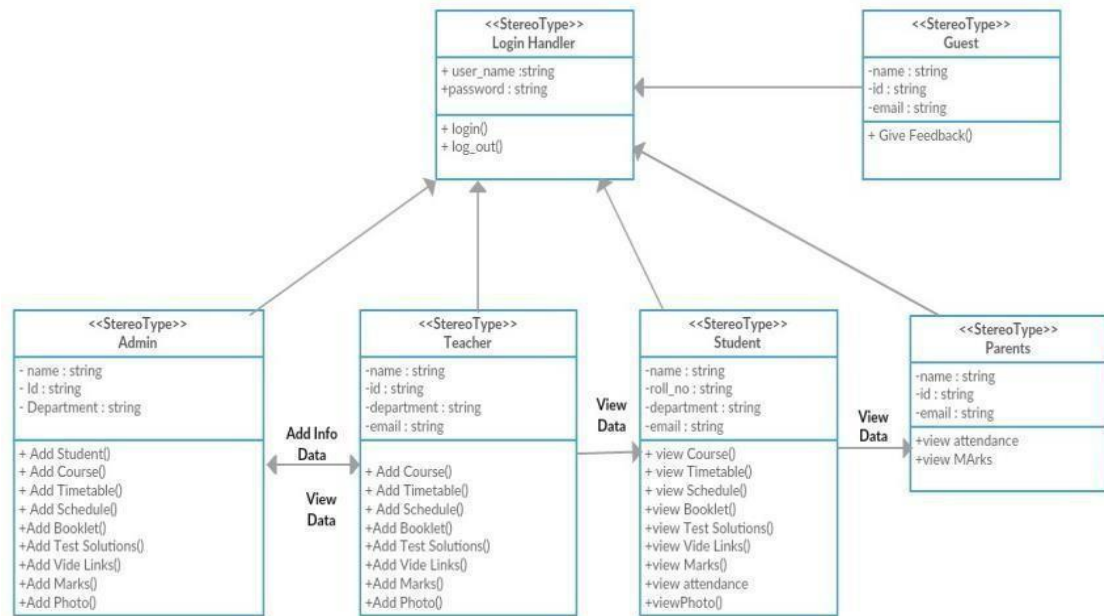 <<StereoType>>
Login Handler
+ user_name :string
+password : string
+ login()
+ log_out()
<<StereoType>>
Guest
-name : string
-id : string
-email : string
+ Give Feedback()
<<StereoType>>
Admin
- name : string
- Id : string
- Department : string
+ Add Student()
+ Add Course()
+ Add Timetable()
+ Add Schedule()
+Add Booklet()
+Add Test Solutions()
+Add Vide Links()
+Add Marks()
+Add Photo()
Add Info
Data
View
Data
<<StereoType>>
Teacher
-name : string
-id : string
-department : string
-email : string
+ Add Course()
+ Add Timetable()
+ Add Schedule()
+Add Booklet()
+Add Test Solutions()
+Add Vide Links()
+Add Marks()
+Add Photo()
View
Data
<<StereoType>>
Student
-name : string
-roll_no : string
-department : string
-email : string
+ view Course()
+ view Timetable()
+ view Schedule()
+view Booklet()
+view Test Solutions()
+view Vide Links()
+view Marks()
+view attendance
+viewPhoto()
View
Data
<<StereoType>>
Parents
-name : string
-id : string
-email : string
+view attendance
+view MArks